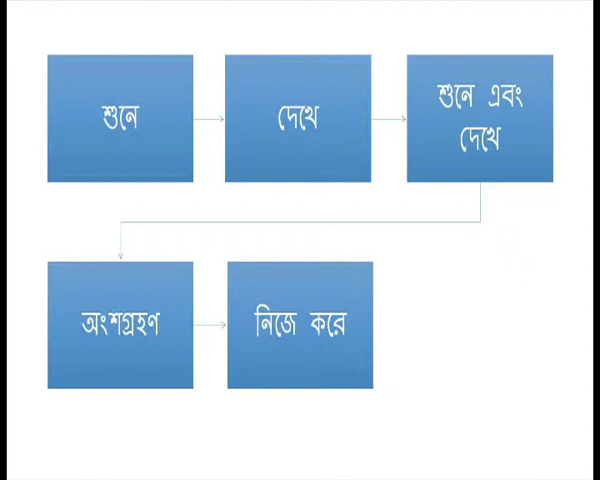 শুনে
দেখে
শুনে এবং
দেখে
অংশগ্রহণ
নিজে করে